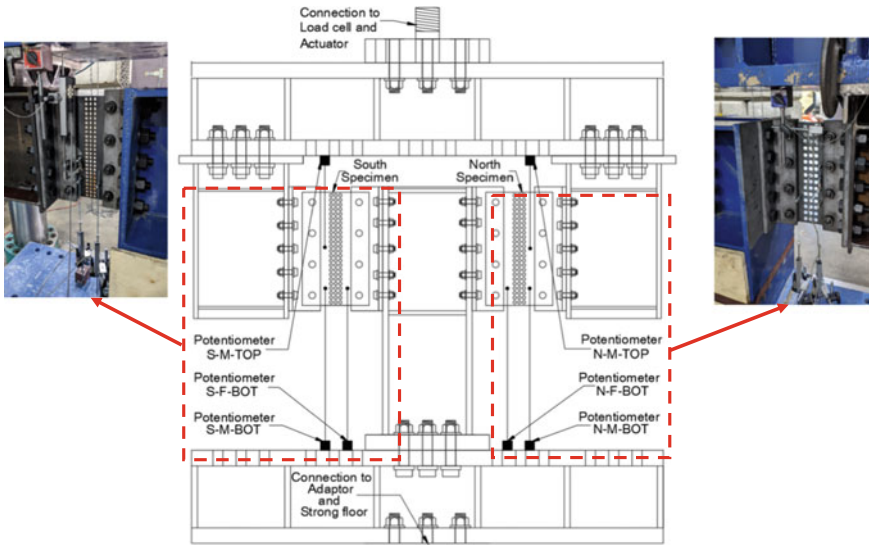 Connection to
Load cell and
Actuator
South
Specimen
North
Specimen
Potentiometer
S-M-TOP
Potentiometer
N-M-TOP
Potentiometer
S-F-BOT
Potentiometer
N-F-BOT
Potentiometer
S-M-BOT
Potentiometer
N-M-BOT
Connection to
Adaptor
and
Strong floor